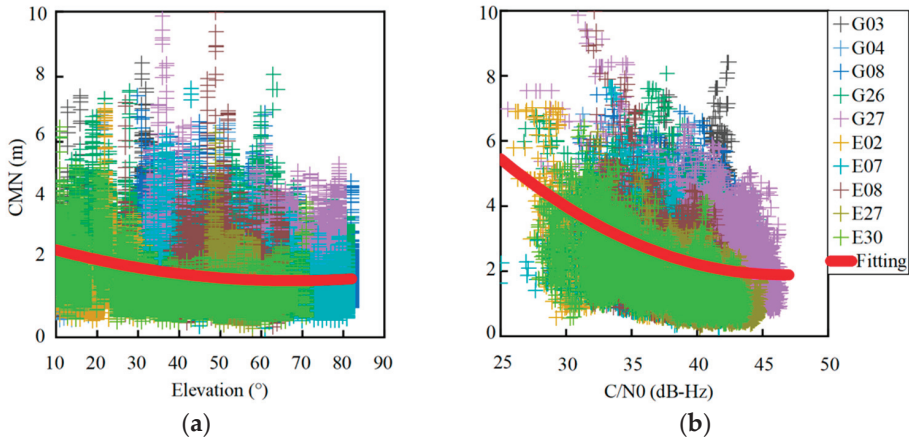 10
8
6
4
2
0
CMN (m)
10 20 30 40 50 60 70 80 90
Elevation (°)
(a)
10
8
6
4
2
0
CMN (m)
25 30 35 40 45 50
C/N0 (dB-Hz)
(b)
G03
G04
G08
G26
G27
E02
E07
E08
E27
E30
Fitting